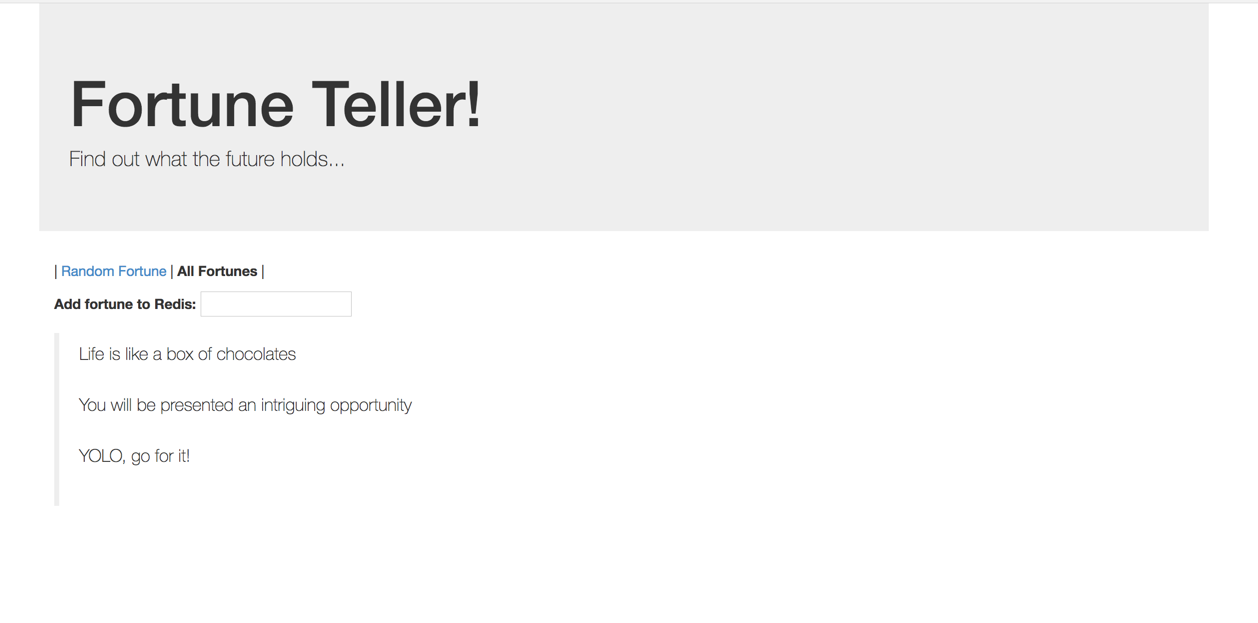 Fortune Teller!
Find out what the future holds...
| Random Fortune | All Fortunes |
Add fortune to Redis:
Life is like a box of chocolates
You will be presented an intriguing opportunity
YOLO, go for it!